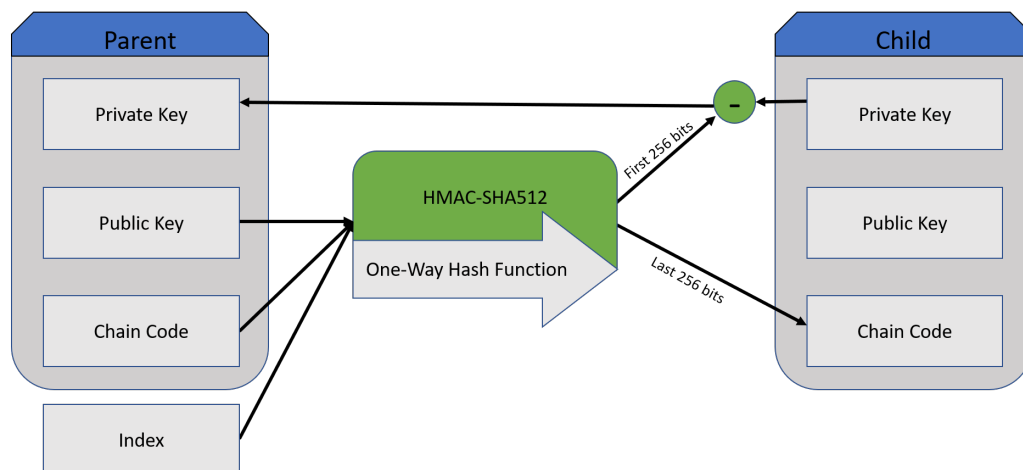 Parent
Child
Private Key
-
Private Key
First 256 bits
HMAC-SHA512
Public Key
Public Key
One-Way Hash Function
Last 256 bits
Chain Code
Chain Code
Index